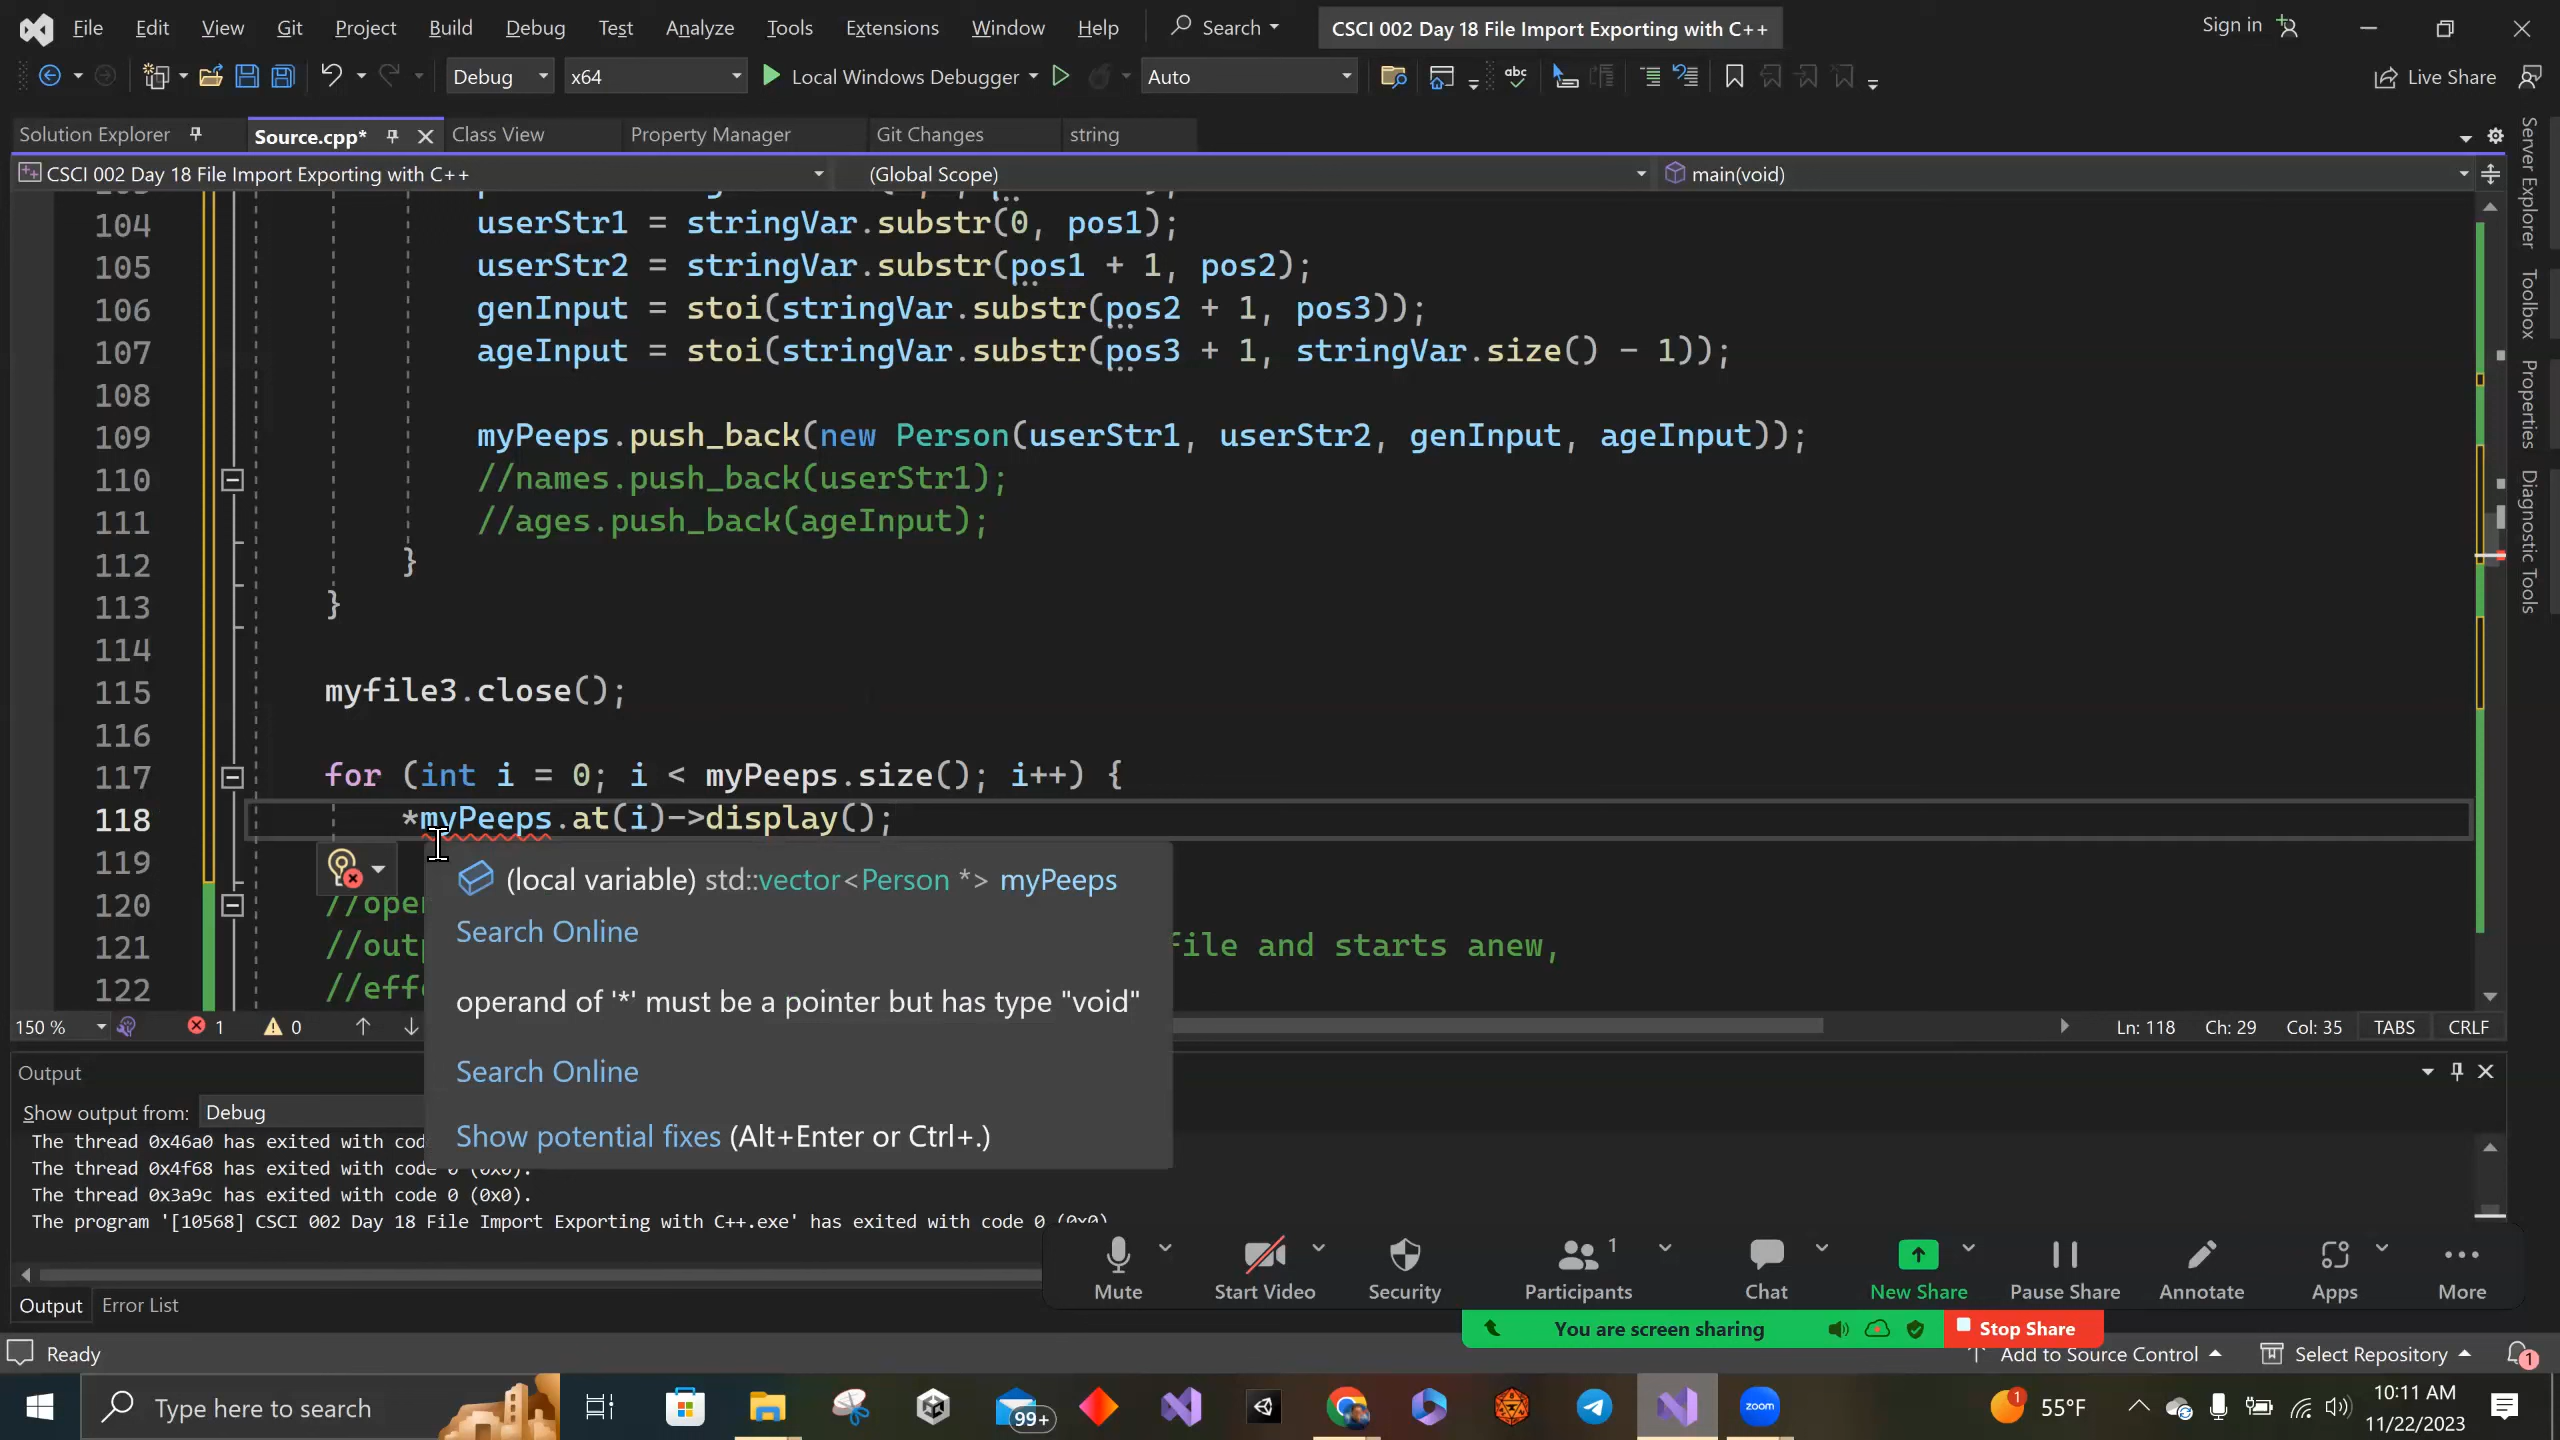 File Edit View Git Project Build Debug Test Analyze Tools Extensions Window Help Search CSCI 002 Day 18 File Import Exporting with C++ Sign in
Debug x64 Local Windows Debugger Auto Live Share
Solution Explorer Source.cpp* Class View Property Manager Git Changes string
CSCI 002 Day 18 File Import Exporting with C++ (Global Scope) main(void)
104 userStr1 = stringVar.substr(0, pos1);
105 userStr2 = stringVar.substr(pos1 + 1, pos2);
106 genInput = stoi(stringVar.substr(pos2 + 1, pos3));
107 ageInput = stoi(stringVar.substr(pos3 + 1, stringVar.size() - 1));
108
109 myPeeps.push_back(new Person(userStr1, userStr2, genInput, ageInput));
110 //names.push_back(userStr1);
111 //ages.push_back(ageInput);
112 }
113 }
114
115 myfile3.close();
116
117 for (int i = 0; i < myPeeps.size(); i++) {
118 *myPeeps.at(i)->display();
119
120 //oper
121 //outp file and starts anew,
122 //effe
(local variable) std::vector<Person *> myPeeps
Search Online
operand of '*' must be a pointer but has type "void"
Search Online
Show potential fixes (Alt+Enter or Ctrl+.)
150 % 1 0 Ln: 118 Ch: 29 Col: 35 TABS CRLF
Output
Show output from: Debug
The thread 0x46a0 has exited with cod
The thread 0x4f68 has exited with code 0 (0x0).
The thread 0x3a9c has exited with code 0 (0x0).
The program '[10568] CSCI 002 Day 18 File Import Exporting with C++.exe' has exited with code 0 (0x0)
Output Error List
Mute Start Video Security Participants 1 Chat New Share Pause Share Annotate Apps More
You are screen sharing Stop Share
Ready Add to Source Control Select Repository 1
Type here to search 99+ zoom 1 55°F 10:11 AM
11/22/2023
Server Explorer
Toolbox
Properties
Diagnostic Tools